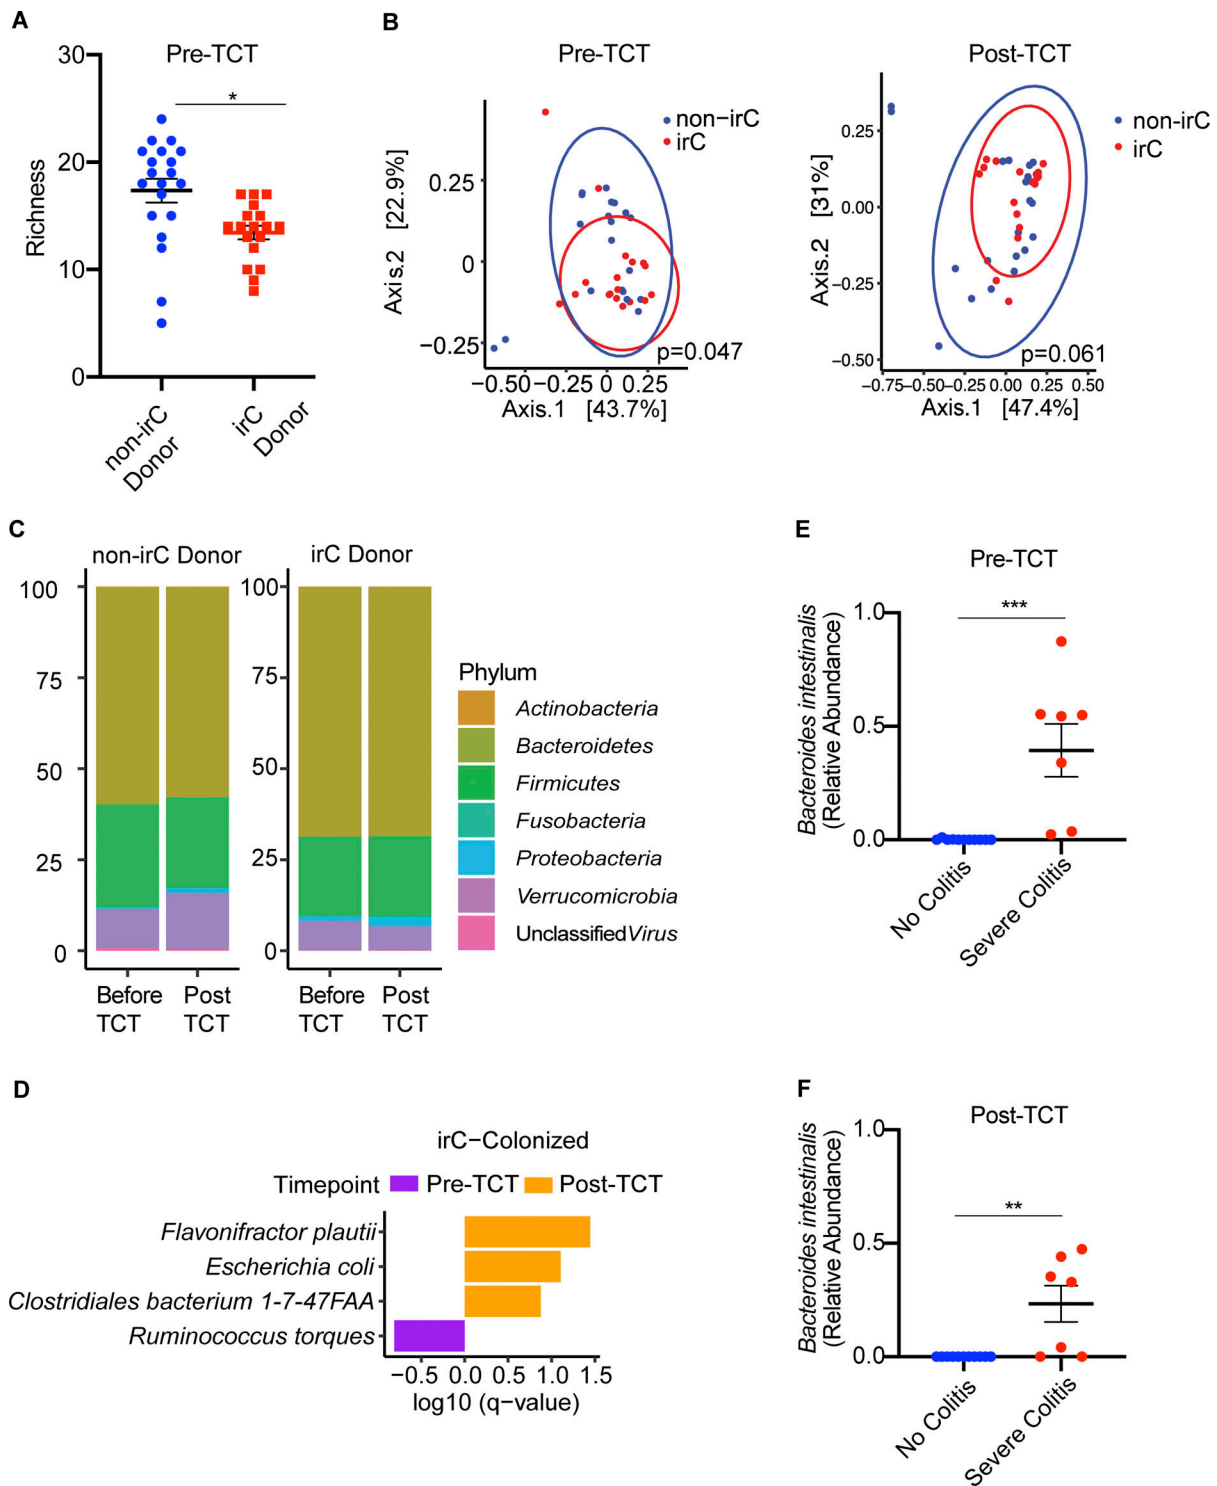 A
Pre-TCT
*
30
20
10
0
Richness
non-irC
Donor
irC
Donor
B
Pre-TCT
non−irC
irC
0.25
0
−0.25
Axis.2 [22.9%]
p=0.047
−0.50 −0.25 0 0.25
Axis.1 [43.7%]
Post-TCT
non-irC
irC
0.25
0.00
−0.25
−0.50
Axis.2 [31%]
p=0.061
−0.75 −0.50 −0.25 0.00 0.25 0.50
Axis.1 [47.4%]
C
non-irC Donor
100
75
50
25
0
Before
TCT
Post
TCT
irC Donor
100
75
50
25
0
Before
TCT
Post
TCT
Phylum
Actinobacteria
Bacteroidetes
Firmicutes
Fusobacteria
Proteobacteria
Verrucomicrobia
Unclassified Virus
D
irC−Colonized
Timepoint Pre-TCT Post-TCT
Flavonifractor plautii
Escherichia coli
Clostridiales bacterium 1-7-47FAA
Ruminococcus torques
−0.5 0.0 0.5 1.0 1.5
log10 (q−value)
E
Pre-TCT
***
1.0
0.5
0.0
Bacteroides intestinalis
(Relative Abundance)
No Colitis
Severe Colitis
F
Post-TCT
**
1.0
0.5
0.0
Bacteroides intestinalis
(Relative Abundance)
No Colitis
Severe Colitis